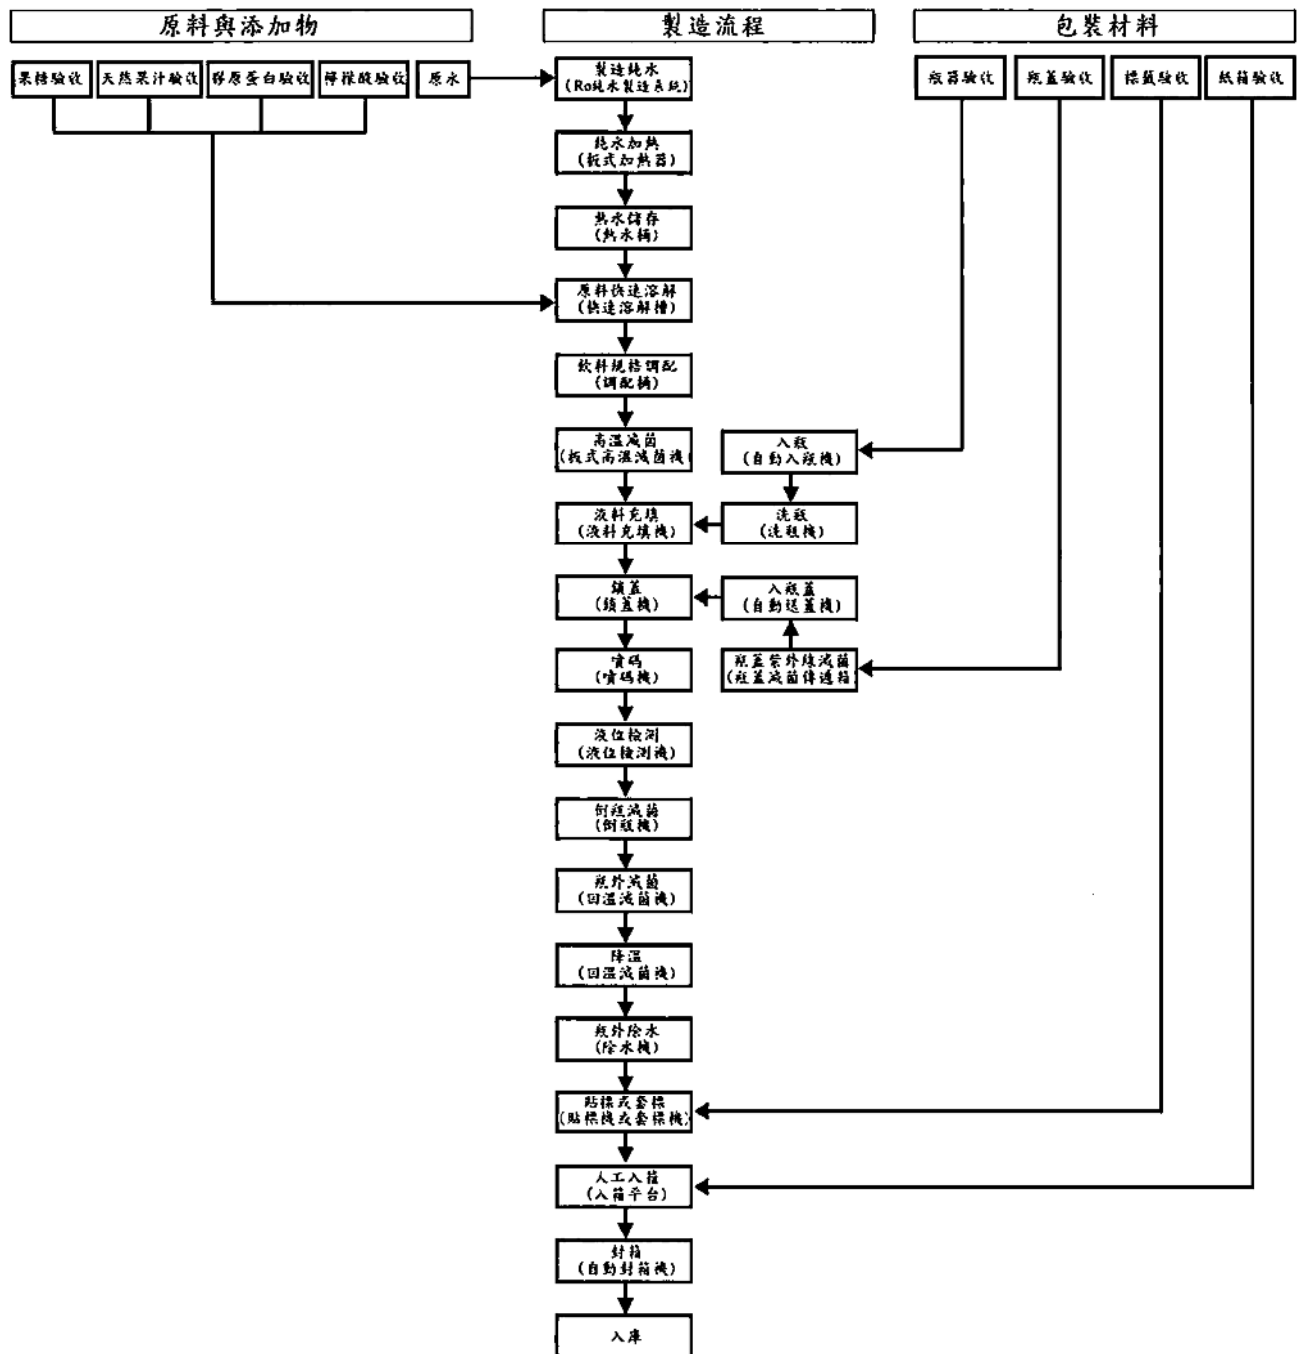 原料與添加物
製造流程
包裝材料
果糖驗收
天然果汁驗收
膠原蛋白驗收
檸檬酸驗收
原水
製造純水
(Ro純水製造系統)
瓶器驗收
瓶蓋驗收
標籤驗收
紙箱驗收
純水加熱
(板式加熱器)
熱水儲存
(熱水桶)
原料快速溶解
(快速溶解槽)
飲料規格調配
(調配桶)
高溫滅菌
(板式高溫滅菌機)
入瓶
(自動入瓶機)
液料充填
(液料充填機)
洗瓶
(洗瓶機)
鎖蓋
(鎖蓋機)
入瓶蓋
(自動送蓋機)
噴碼
(噴碼機)
瓶蓋紫外線滅菌
(瓶蓋滅菌傳遞箱)
液位檢測
(液位檢測機)
倒瓶滅菌
(倒瓶機)
瓶外滅菌
(回溫滅菌機)
降溫
(回溫滅菌機)
瓶外除水
(除水機)
貼標或套標
(貼標機或套標機)
人工入箱
(入箱平台)
封箱
(自動封箱機)
入庫